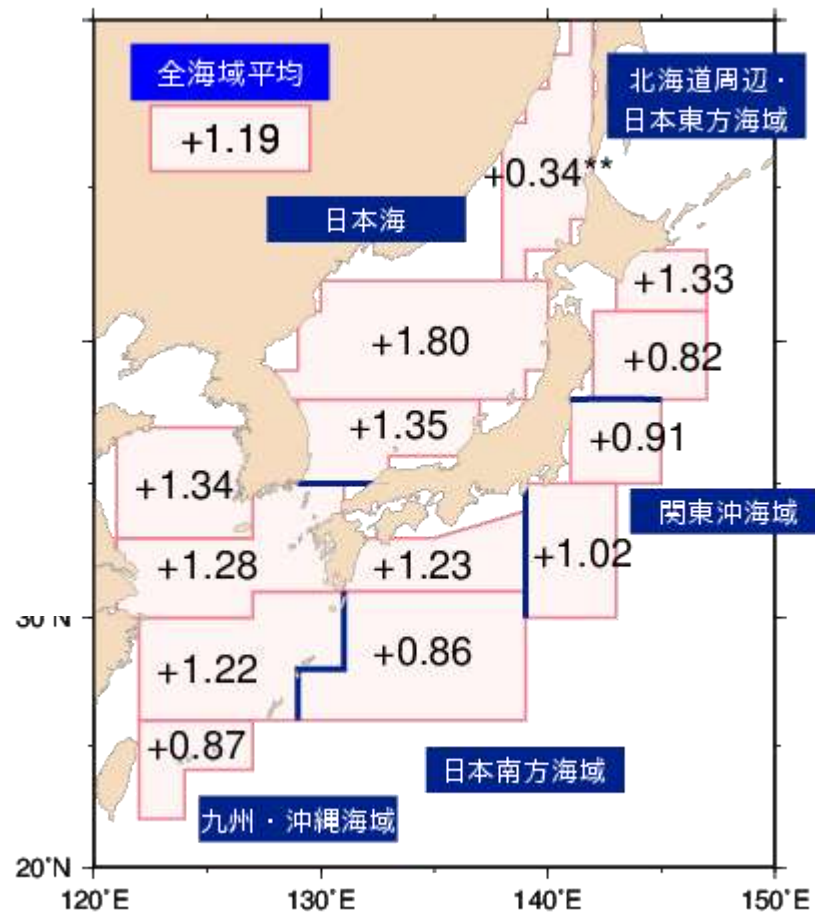 全海域平均
+1.19
北海道周辺・
日本東方海域
+0.34**
日本海
+1.33
+1.80
+0.82
+1.35
+0.91
+1.34
関東沖海域
+1.28
+1.23
+1.02
30°N
+1.22
+0.86
+0.87
日本南方海域
九州・沖縄海域
20°N
120°E
130°E
140°E
150°E